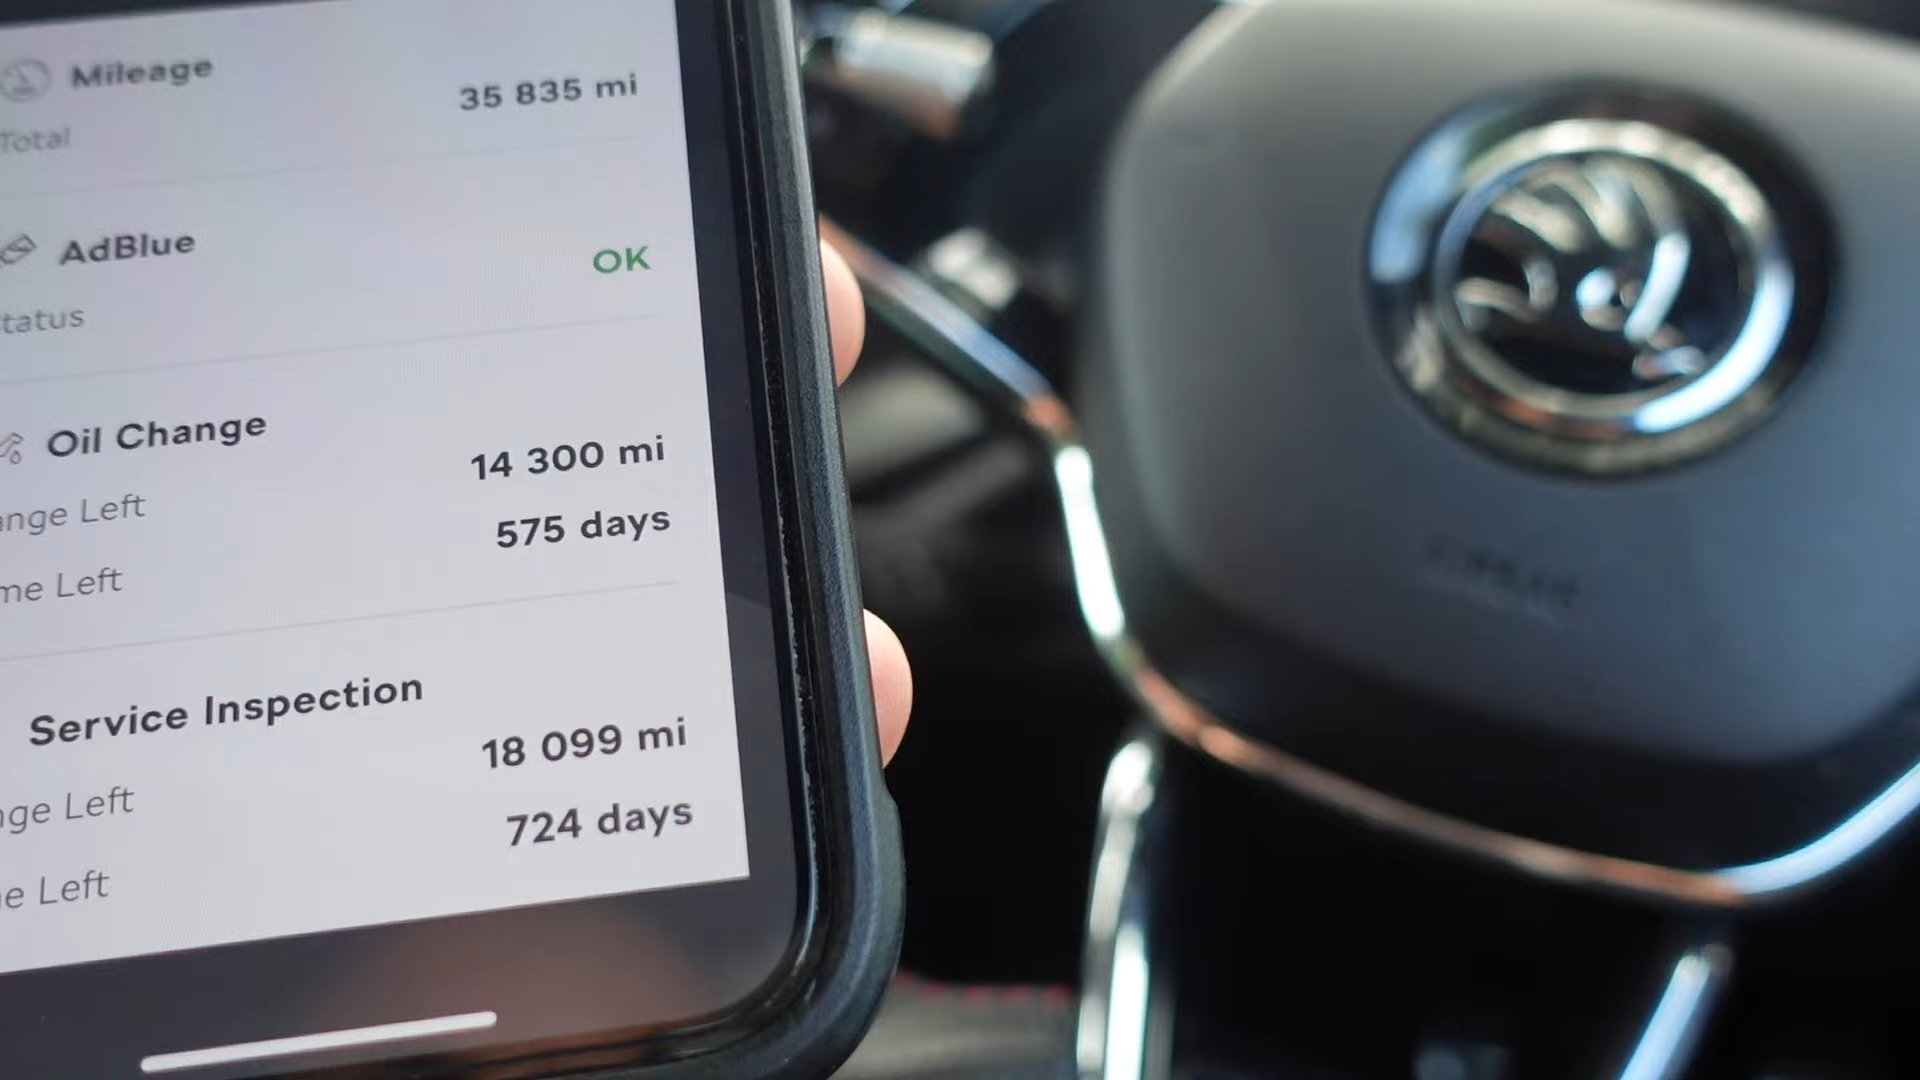 Mileage
35 835 mi
Total
AdBlue
OK
tatus
Oil Change
14 300 mi
ange Left
575 days
me Left
Service Inspection
18 099 mi
nge Left
724 days
e Left